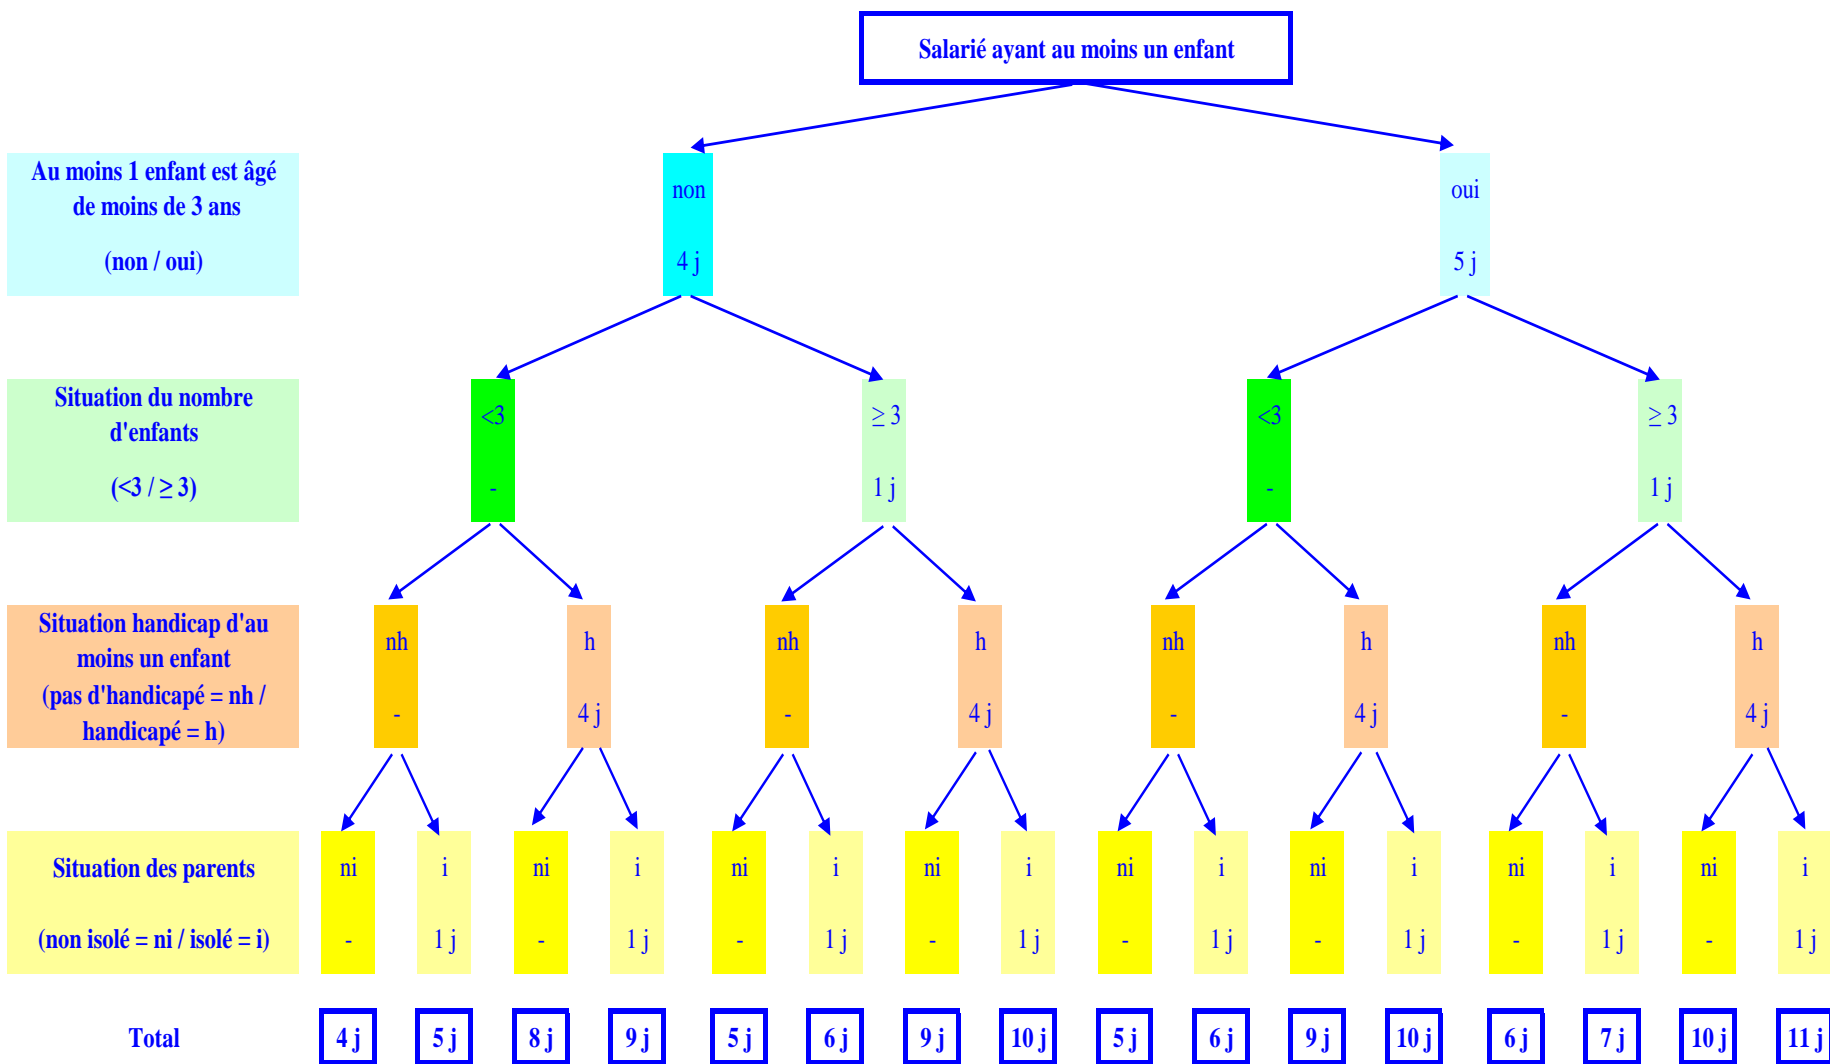 Salarié ayant au moins un enfant
Au moins 1 enfant est âgé
de moins de 3 ans
(non / oui)
non
oui
4 j
5 j
Situation du nombre
d'enfants
(<3 / ≥ 3)
<3
≥ 3
<3
≥ 3
-
1 j
-
1 j
Situation handicap d'au
moins un enfant
(pas d'handicapé = nh /
handicapé = h)
nh
h
nh
h
nh
h
nh
h
-
4 j
-
4 j
-
4 j
-
4 j
Situation des parents
(non isolé = ni / isolé = i)
ni
i
ni
i
ni
i
ni
i
ni
i
ni
i
ni
i
ni
i
-
1 j
-
1 j
-
1 j
-
1 j
-
1 j
-
1 j
-
1 j
-
1 j
Total
4 j
5 j
8 j
9 j
5 j
6 j
9 j
10 j
5 j
6 j
9 j
10 j
6 j
7 j
10 j
11 j